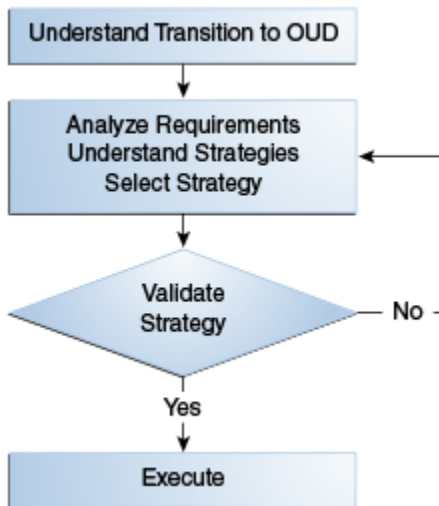 Understand Transition to OUD
Analyze Requirements
Understand Strategies
Select Strategy
Validate
Strategy
No
Yes
Execute